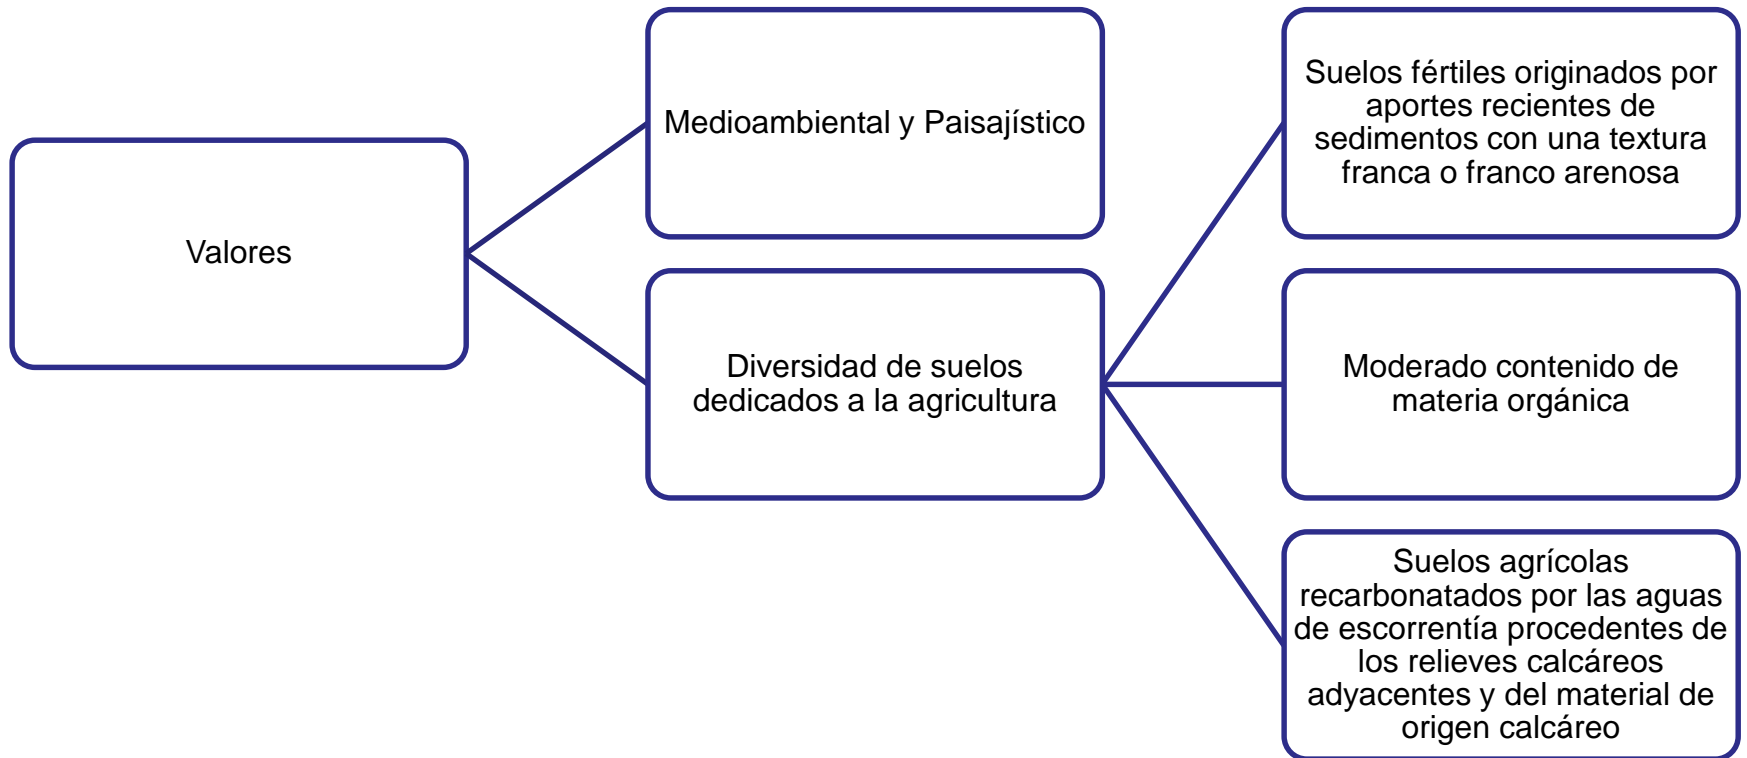 Valores
Medioambiental y Paisajístico
Diversidad de suelos
dedicados a la agricultura
Suelos fértiles originados por
aportes recientes de
sedimentos con una textura
franca o franco arenosa
Moderado contenido de
materia orgánica
Suelos agrícolas
recarbonatados por las aguas
de escorrentía procedentes de
los relieves calcáreos
adyacentes y del material de
origen calcáreo